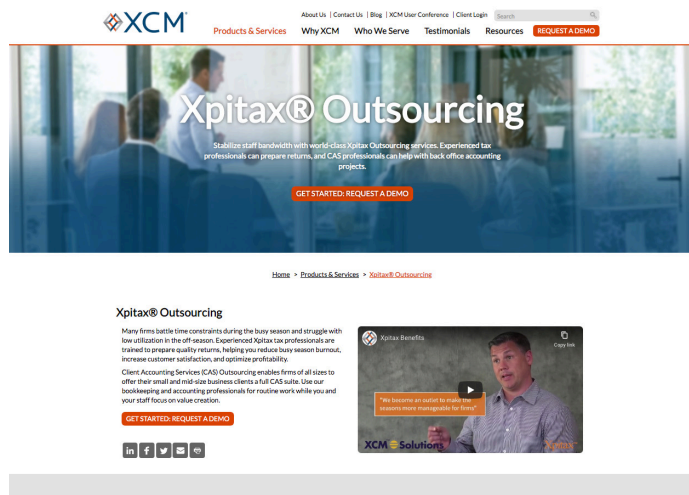 XCM
About Us | Contact Us | Blog | XCM User Conference | Client Login
Search
Products & Services Why XCM Who We Serve Testimonials Resources REQUEST A DEMO
Xpitax® Outsourcing
Stabilize staff bandwidth with world-class Xpitax Outsourcing services. Experienced tax
professionals can prepare returns, and CAS professionals can help with back office accounting
projects.
GET STARTED: REQUEST A DEMO
Home > Products & Services > Xpitax® Outsourcing
Xpitax® Outsourcing
Many firms battle time constraints during the busy season and struggle with
low utilization in the off-season. Experienced Xpitax tax professionals are
trained to prepare quality returns, helping you reduce busy season burnout,
increase customer satisfaction, and optimize profitability.
Client Accounting Services (CAS) Outsourcing enables firms of all sizes to
offer their small and mid-size business clients a full CAS suite. Use our
bookkeeping and accounting professionals for routine work while you and
your staff focus on value creation.
GET STARTED: REQUEST A DEMO
Xpitax Benefits
Copy link
"We become an outlet to make the
seasons more manageable for firms"
XCM Solutions
Xpitax